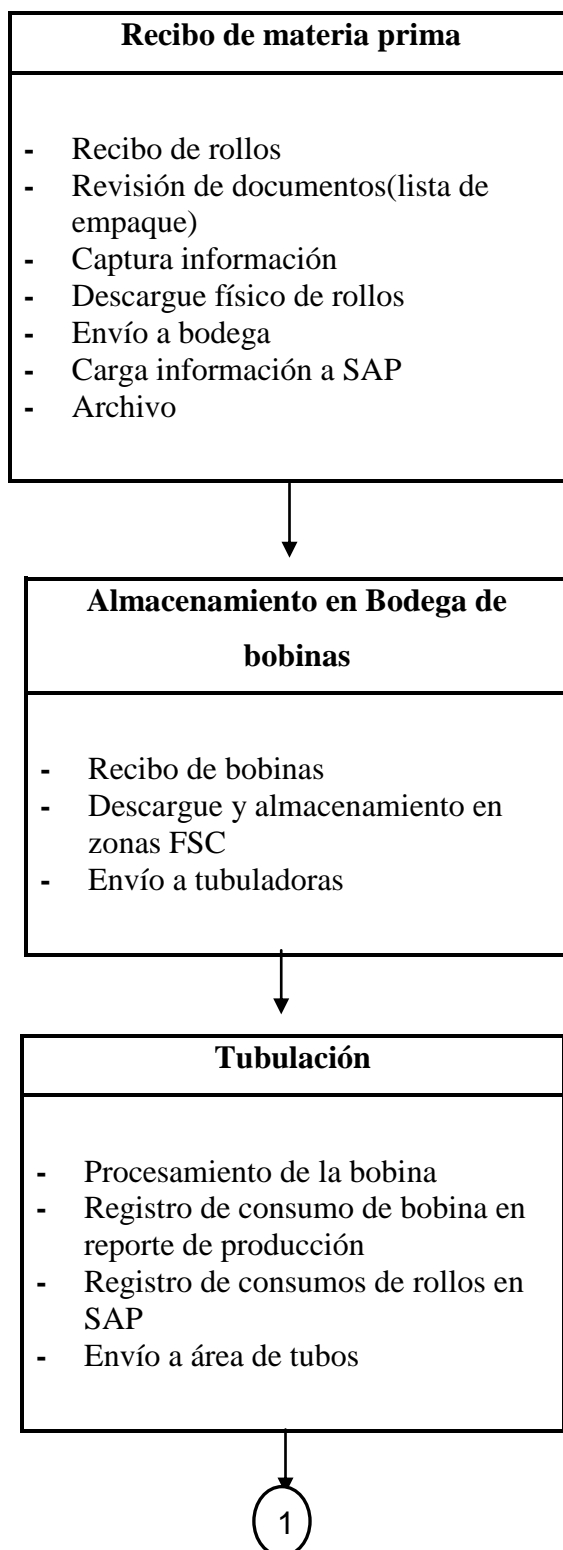 Recibo de materia prima
- Recibo de rollos
- Revisión de documentos(lista de
empaque)
- Captura información
- Descargue físico de rollos
- Envío a bodega
- Carga información a SAP
- Archivo
Almacenamiento en Bodega de
bobinas
- Recibo de bobinas
- Descargue y almacenamiento en
zonas FSC
- Envío a tubuladoras
Tubulación
- Procesamiento de la bobina
- Registro de consumo de bobina en
reporte de producción
- Registro de consumos de rollos en
SAP
- Envío a área de tubos
1